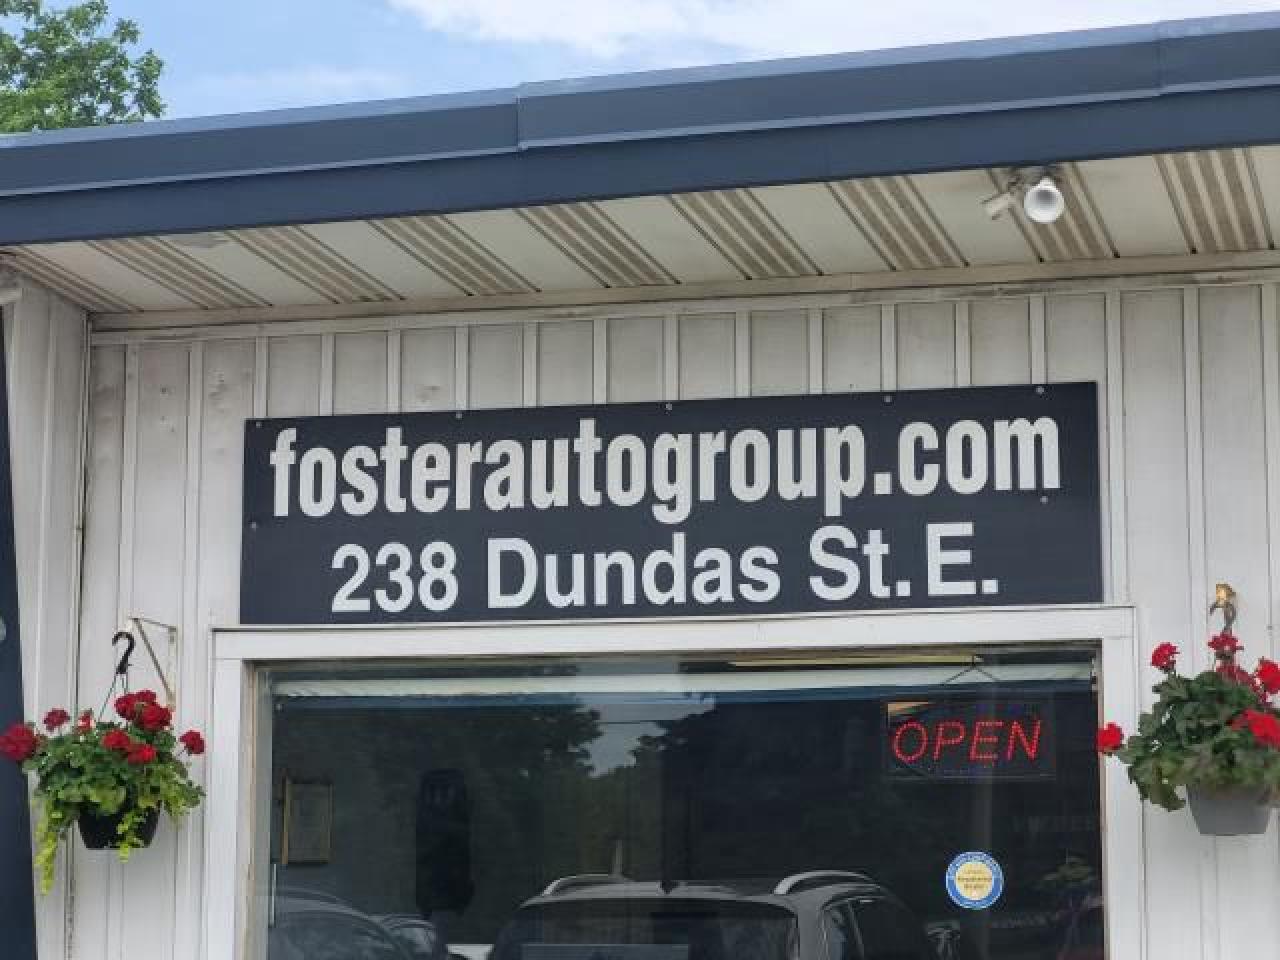 fosterautogroup.com
238 Dundas St. E.
OPEN